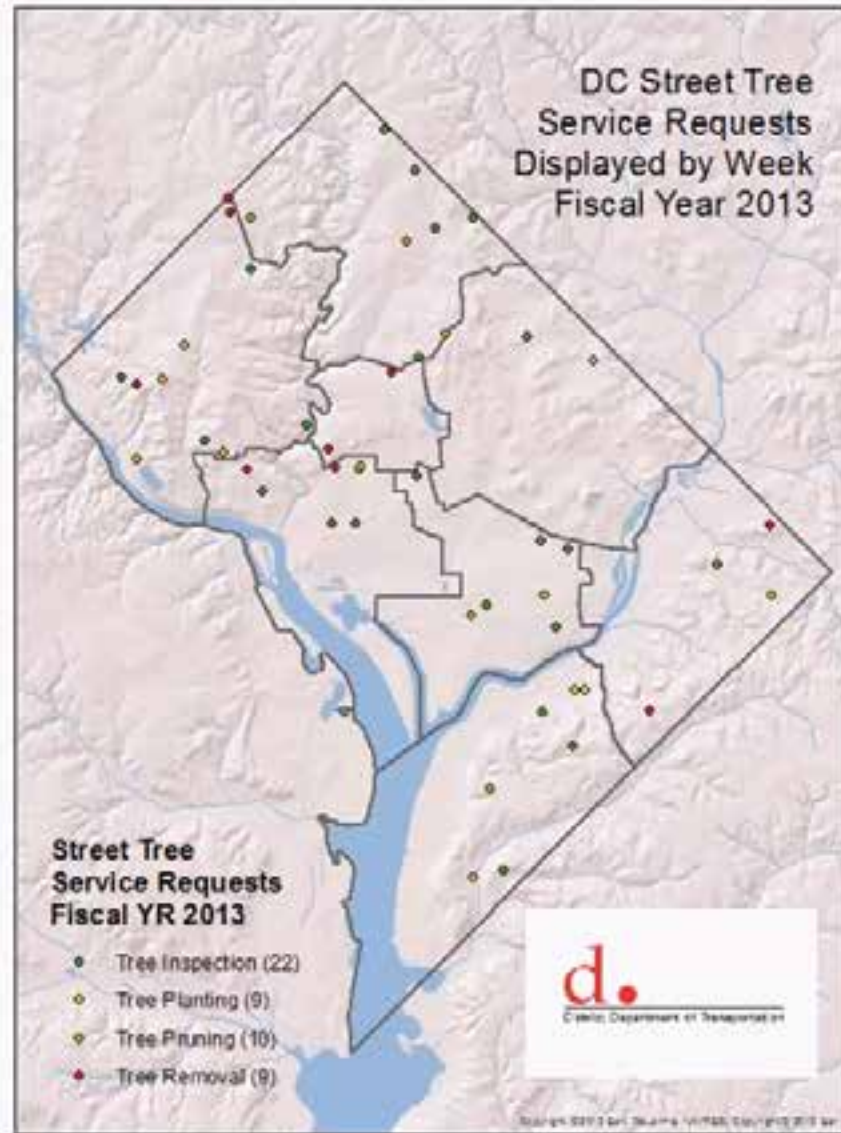 DC Street Tree
Service Requests
Displayed by Week
Fiscal Year 2013
Street Tree
Service Requests
Fiscal YR 2013
Tree Inspection (22)
Tree Planting (9)
Tree Pruning (10)
Tree Removal (9)
d.
District Department of Transportation